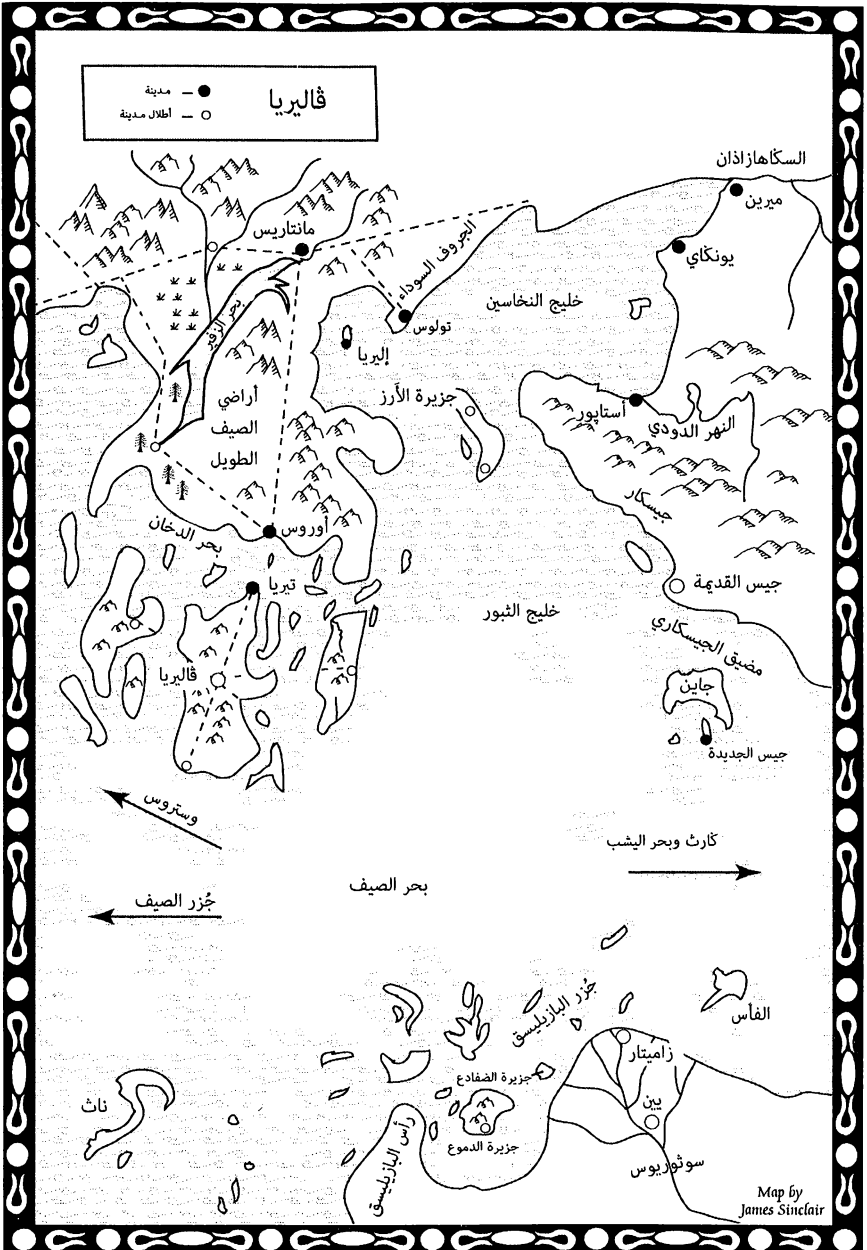 ڤاليريا
● — مدينة
○ — أطلال مدينة
السكاهازاذان
ميرين
مانتاريس
الجروف السوداء
يونكاي
خليج النخاسين
بحر الزفير
تولوس
إليريا
أراضي
الصيف
الطويل
جزيرة الأرز
أستاپور
النهر الدودي
جيسكار
أوروس
بحر الدخان
تيريا
جيس القديمة
خليج الثبور
مضيق الجيسكاري
ڤاليريا
جاين
جيس الجديدة
وستروس
كارث وبحر اليشب
بحر الصيف
جُزر الصيف
جُزر البازيليسق
الفأس
زاميتار
جزيرة الضفادع
ناث
يين
رأس البازيليسق
جزيرة الدموع
سوثوريوس
Map by
James Sinclair